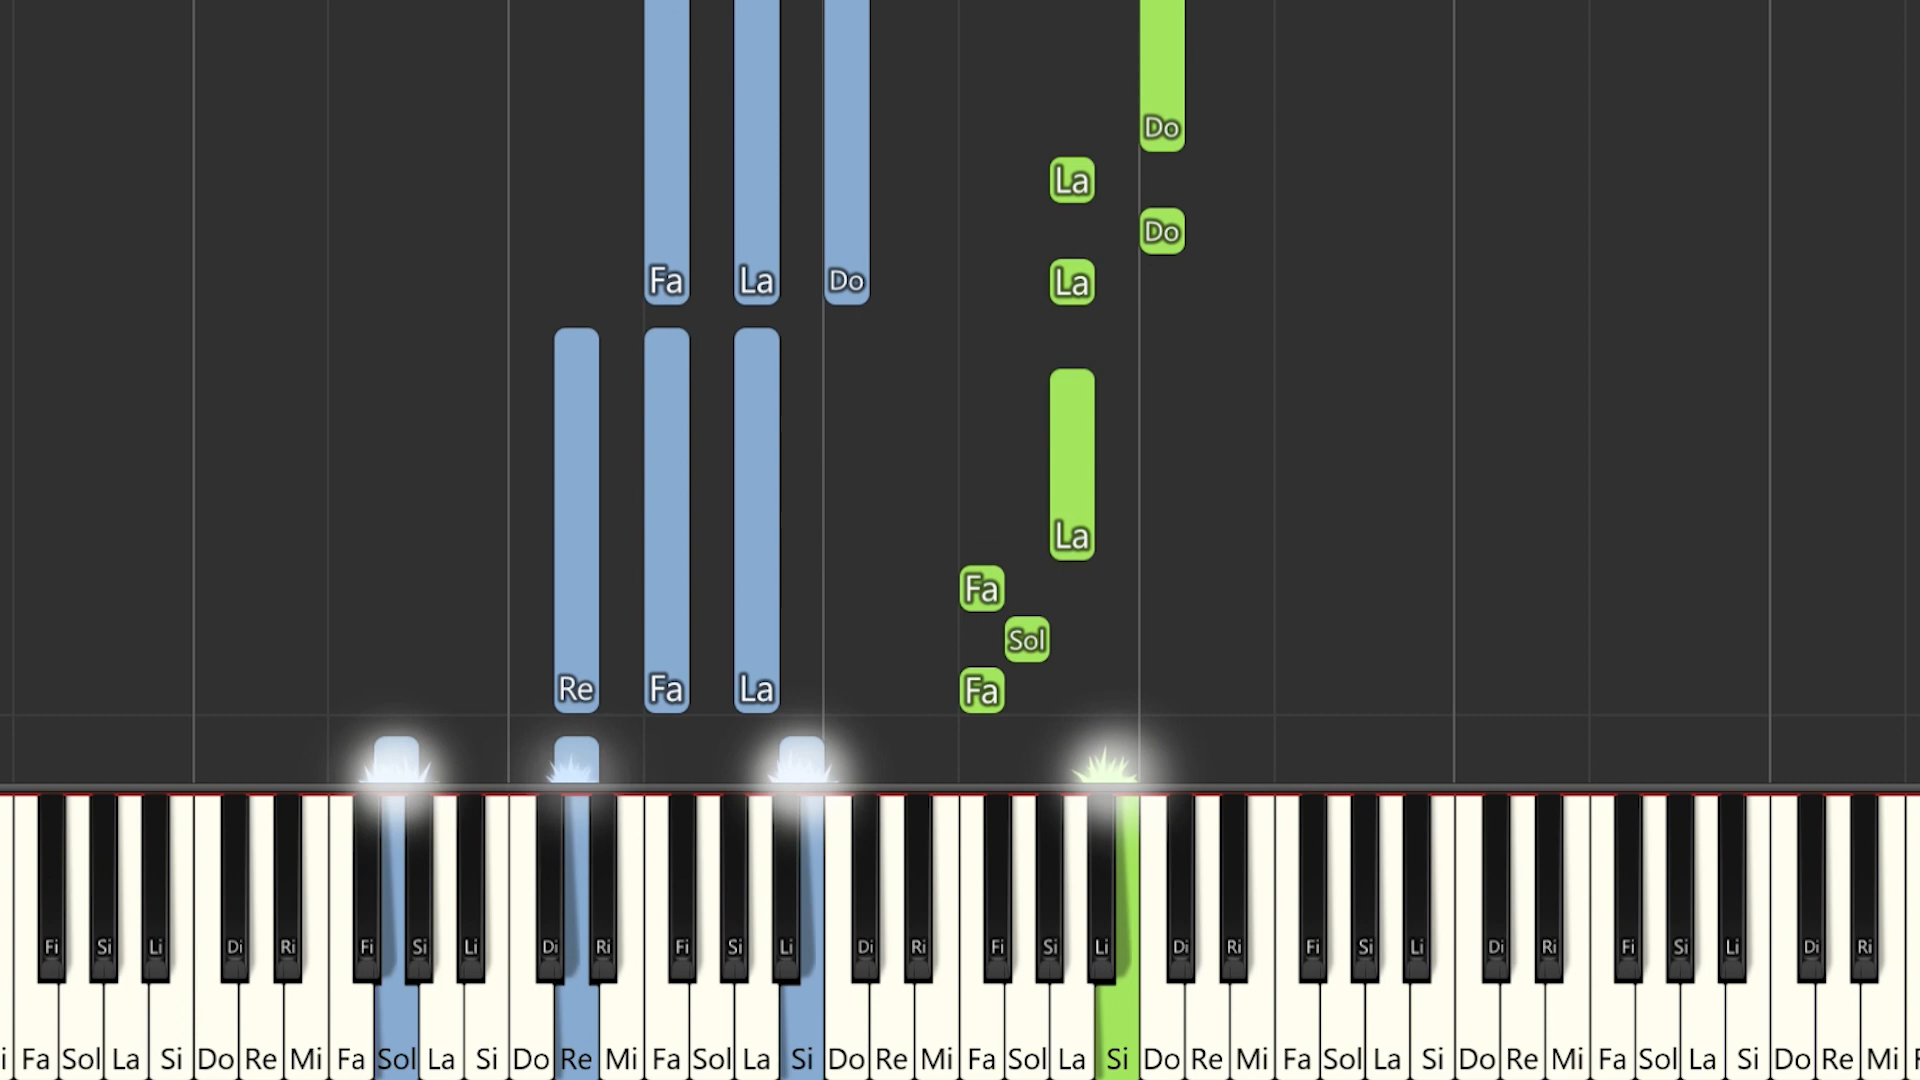 Do
La
Do
Fa La Do La
La
Fa
Sol
Re Fa La Fa
Fi Si Li Di Ri Fi Si Li Di Ri Fi Si Li Di Ri Fi Si Li Di Ri Fi Si Li Di Ri Fi Si Li Di Ri
i Fa Sol La Si Do Re Mi Fa Sol La Si Do Re Mi Fa Sol La Si Do Re Mi Fa Sol La Si Do Re Mi Fa Sol La Si Do Re Mi Fa Sol La Si Do Re Mi F